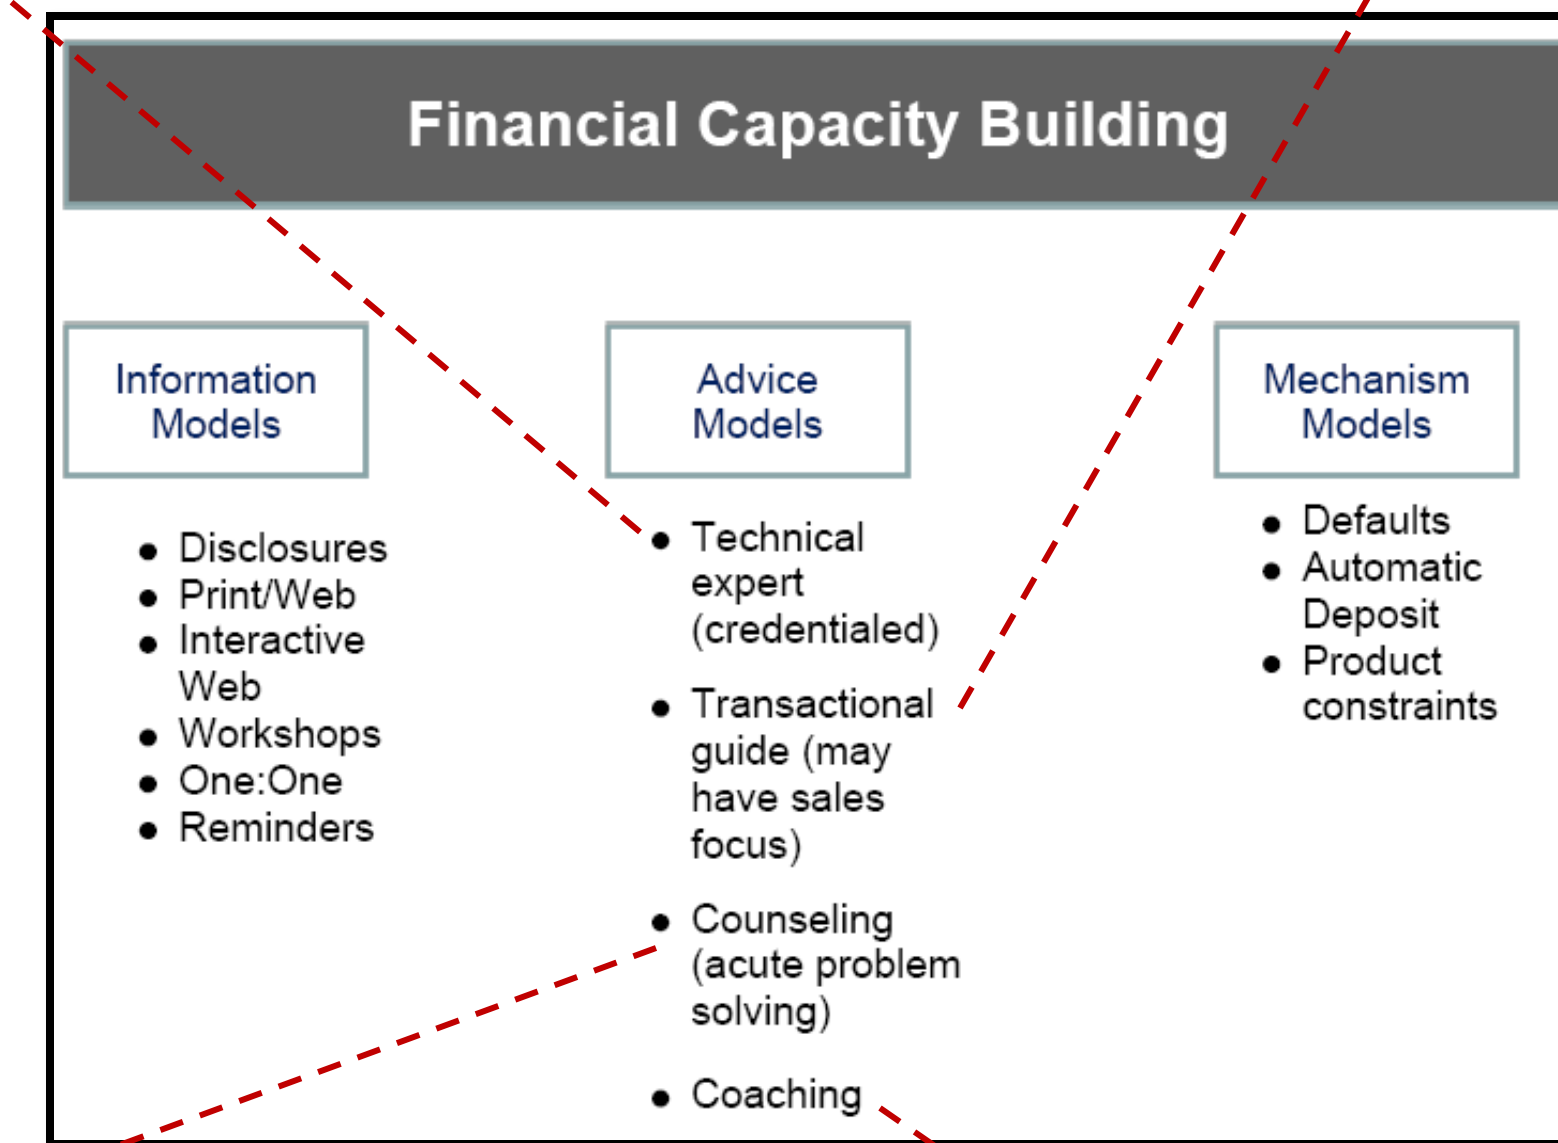 Financial Capacity Building
Information
Models
● Disclosures
● Print/Web
● Interactive
Web
● Workshops
● One:One
● Reminders
Advice
Models
● Technical
expert
(credentialed)
● Transactional
guide (may
have sales
focus)
● Counseling
(acute problem
solving)
● Coaching
Mechanism
Models
● Defaults
● Automatic
Deposit
● Product
constraints